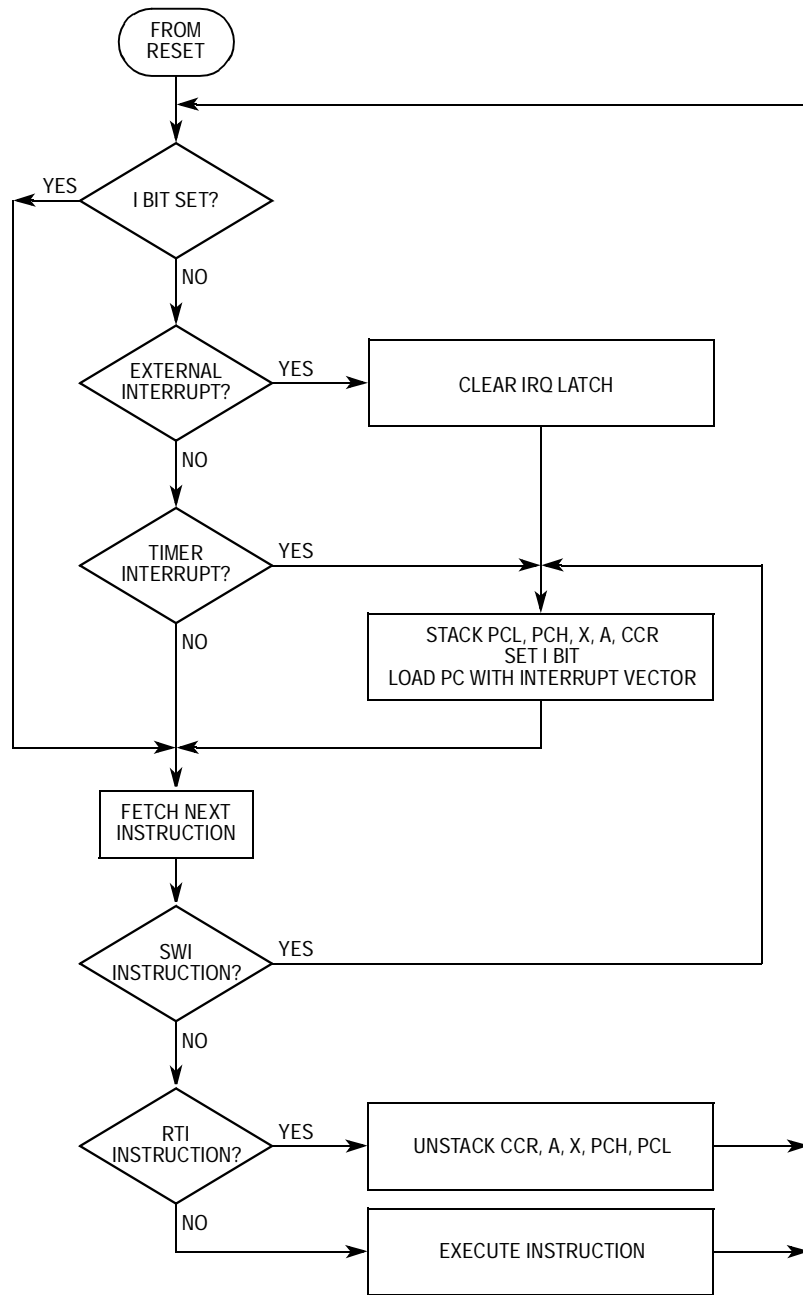 FROM
RESET
YES
I BIT SET?
NO
EXTERNAL
INTERRUPT?
YES
CLEAR IRQ LATCH
NO
TIMER
INTERRUPT?
YES
STACK PCL, PCH, X, A, CCR
SET I BIT
LOAD PC WITH INTERRUPT VECTOR
NO
FETCH NEXT
INSTRUCTION
SWI
INSTRUCTION?
YES
NO
RTI
INSTRUCTION?
YES
UNSTACK CCR, A, X, PCH, PCL
NO
EXECUTE INSTRUCTION